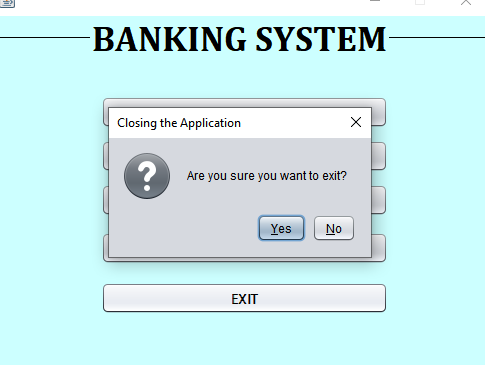 BANKING SYSTEM
Closing the Application
Are you sure you want to exit?
Yes
No
EXIT